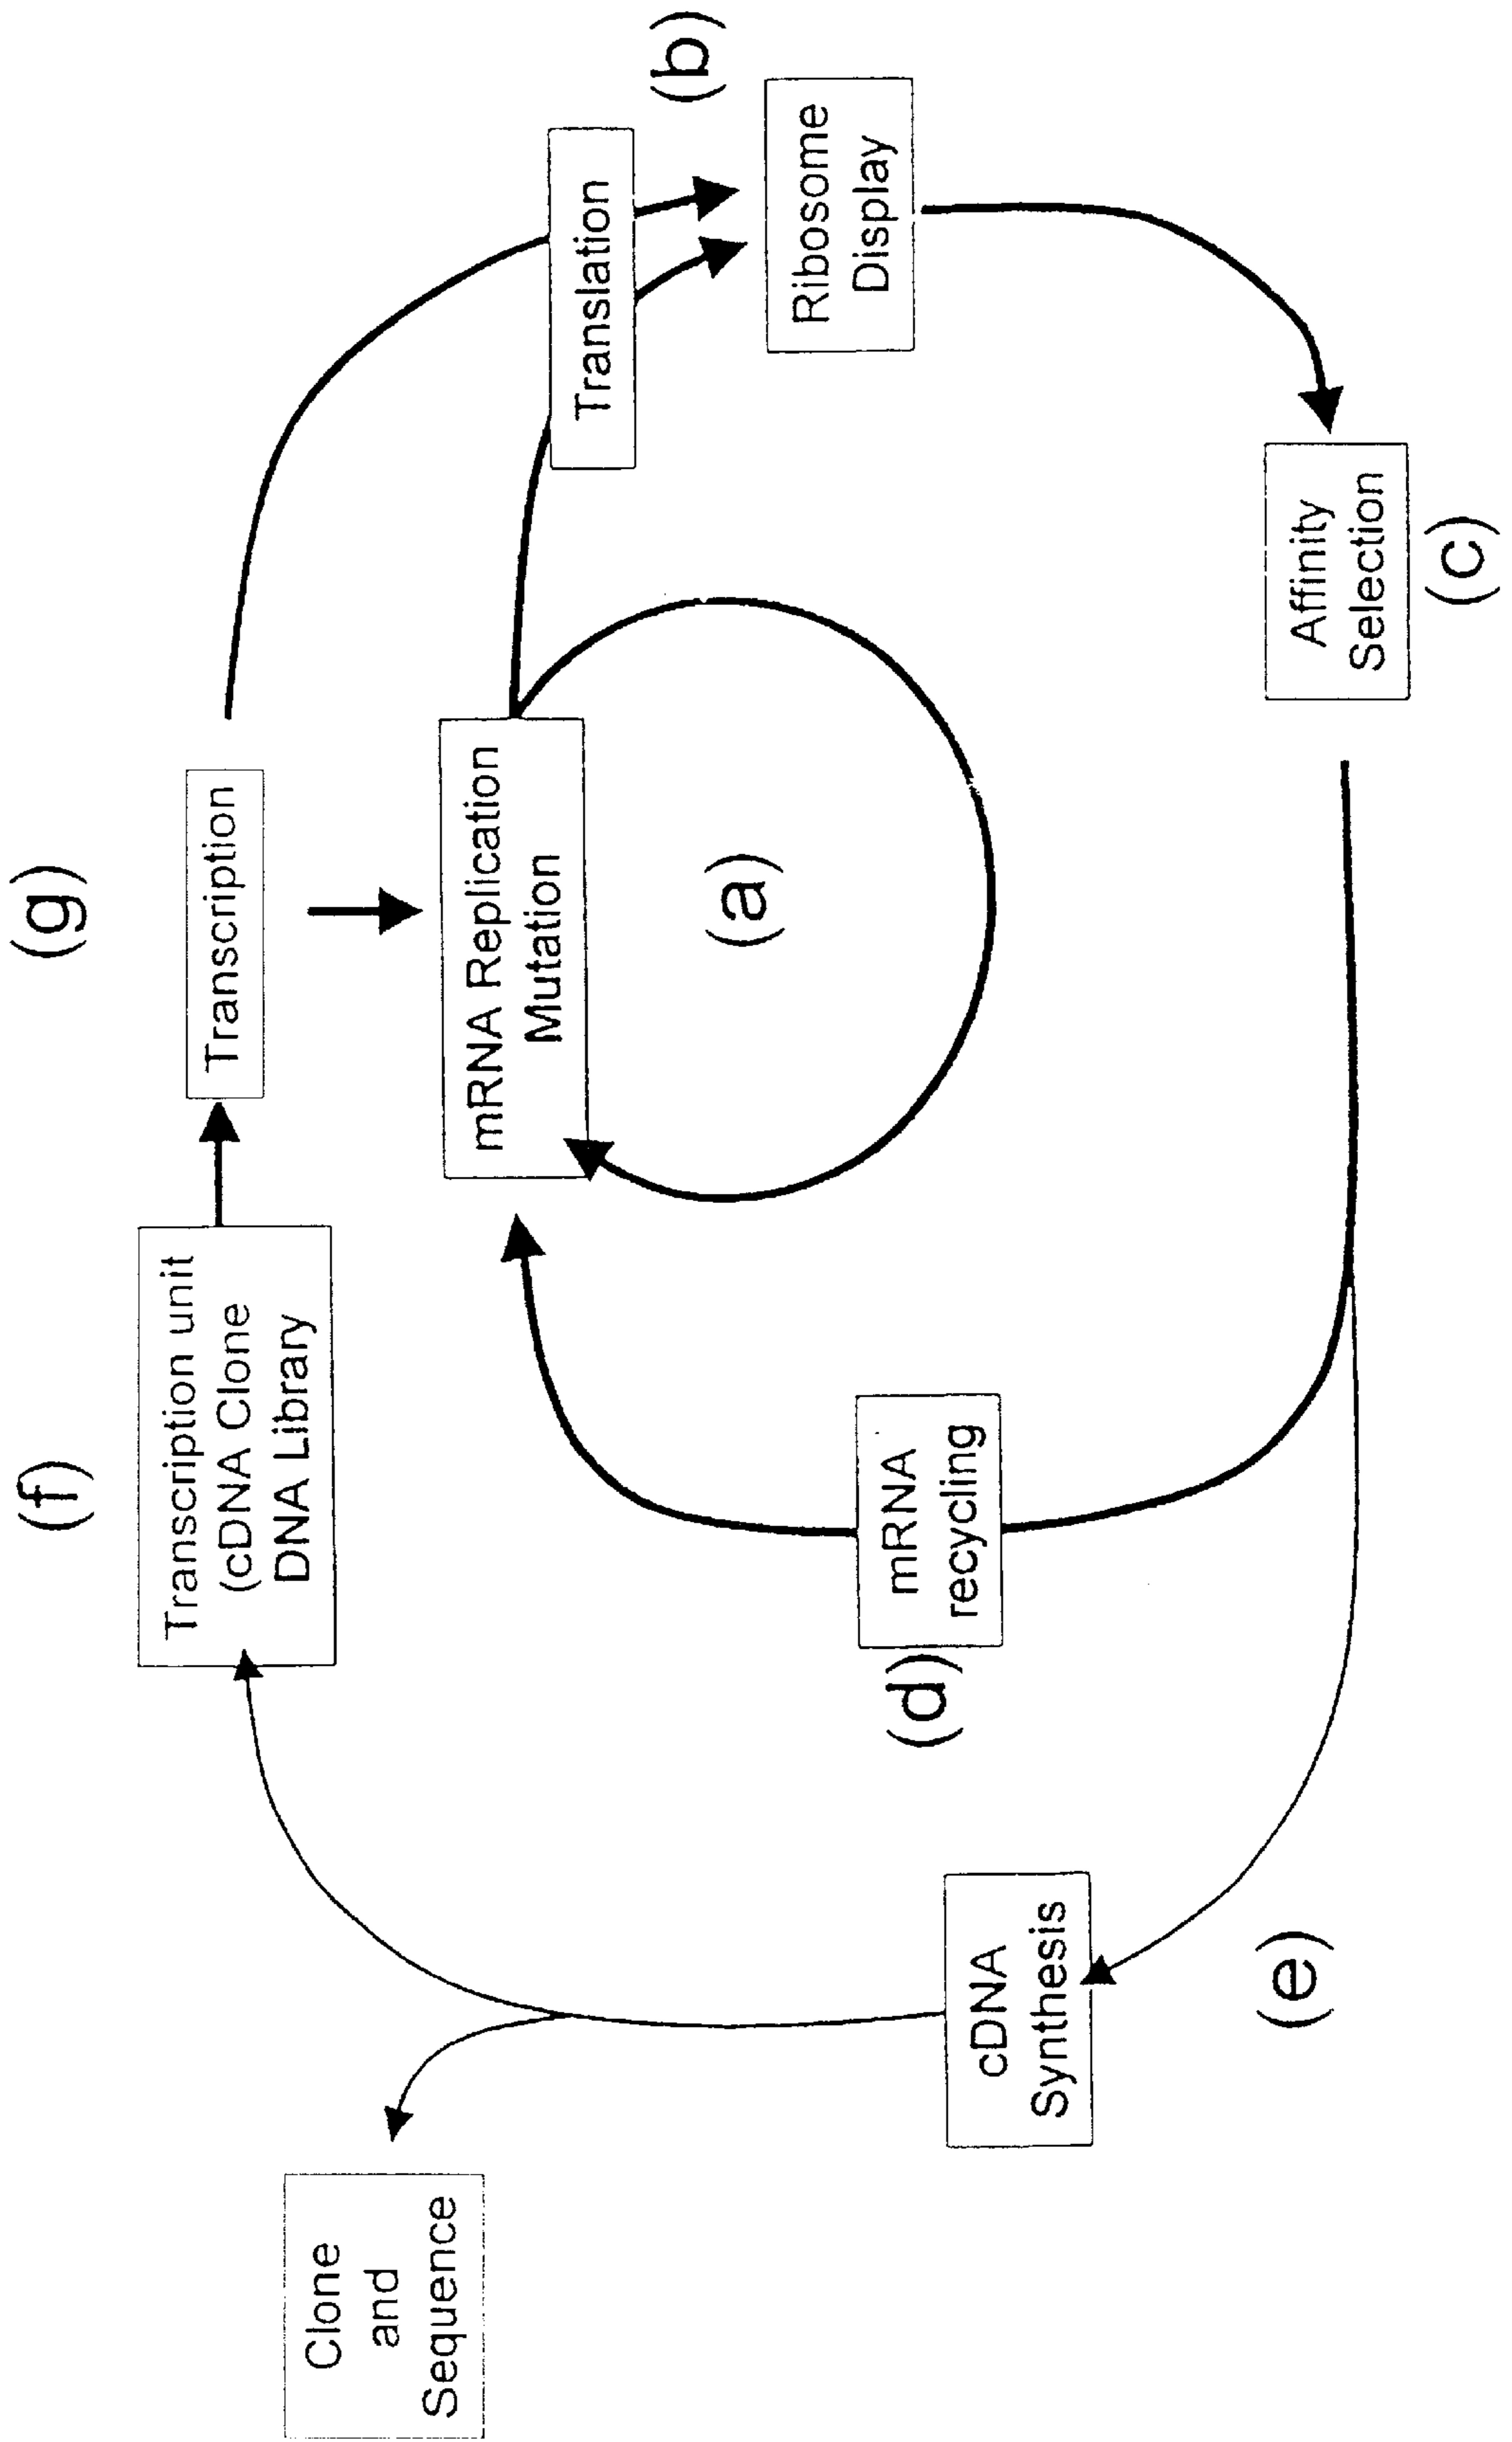 (f)
(g)
Transcription unit
(cDNA Clone
DNA Library
Transcription
Clone
and
Sequence
mRNA Replication
Mutation
Translation
(b)
(a)
Ribosome
Display
(d)
mRNA
recycling
cDNA
Synthesis
(e)
Affinity
Selection
(c)